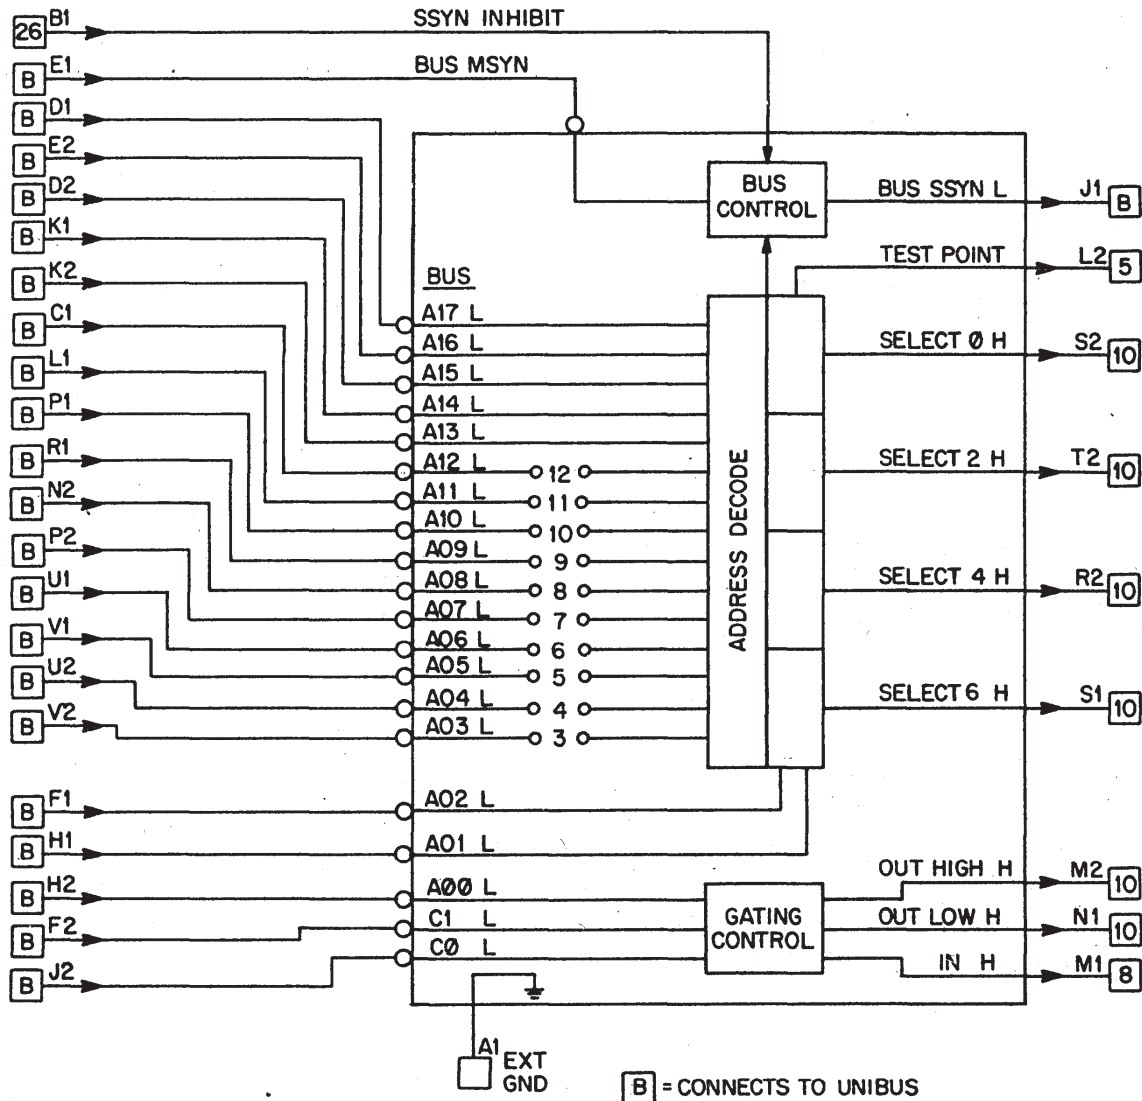 26 B1 SSYN INHIBIT
B E1 BUS MSYN
B D1
B E2
B D2
B K1
B K2
B C1
B L1
B P1
B R1
B N2
B P2
B U1
B V1
B U2
B V2
B F1
B H1
B H2
B F2
B J2
BUS
A17 L
A16 L
A15 L
A14 L
A13 L
A12 L 12
A11 L 11
A10 L 10
A09 L 9
A08 L 8
A07 L 7
A06 L 6
A05 L 5
A04 L 4
A03 L 3
A02 L
A01 L
A00 L
C1 L
C0 L
BUS
CONTROL
ADDRESS DECODE
GATING
CONTROL
BUS SSYN L J1 B
TEST POINT L2 5
SELECT 0 H S2 10
SELECT 2 H T2 10
SELECT 4 H R2 10
SELECT 6 H S1 10
OUT HIGH H M2 10
OUT LOW H N1 10
IN H M1 8
A1 EXT
GND
B = CONNECTS TO UNIBUS